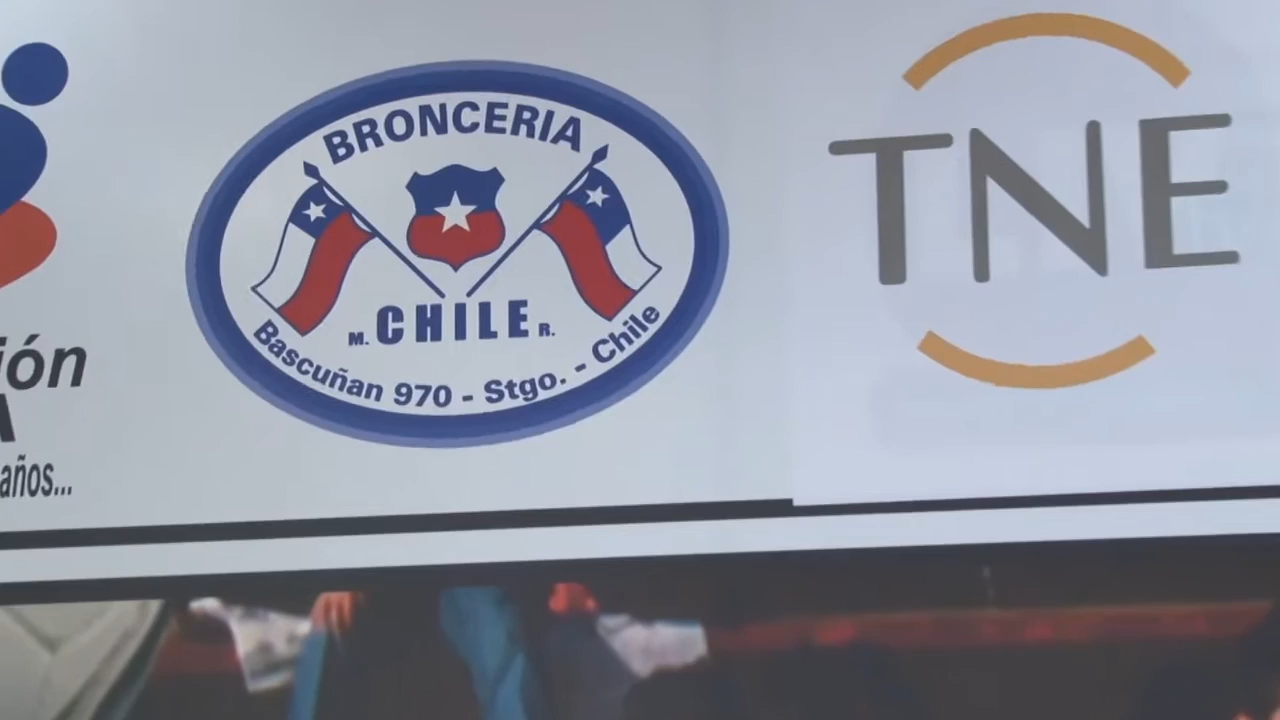 ión
A
años...
BRONCERIA
M. CHILE R.
Bascuñan 970 - Stgo. - Chile
TNE